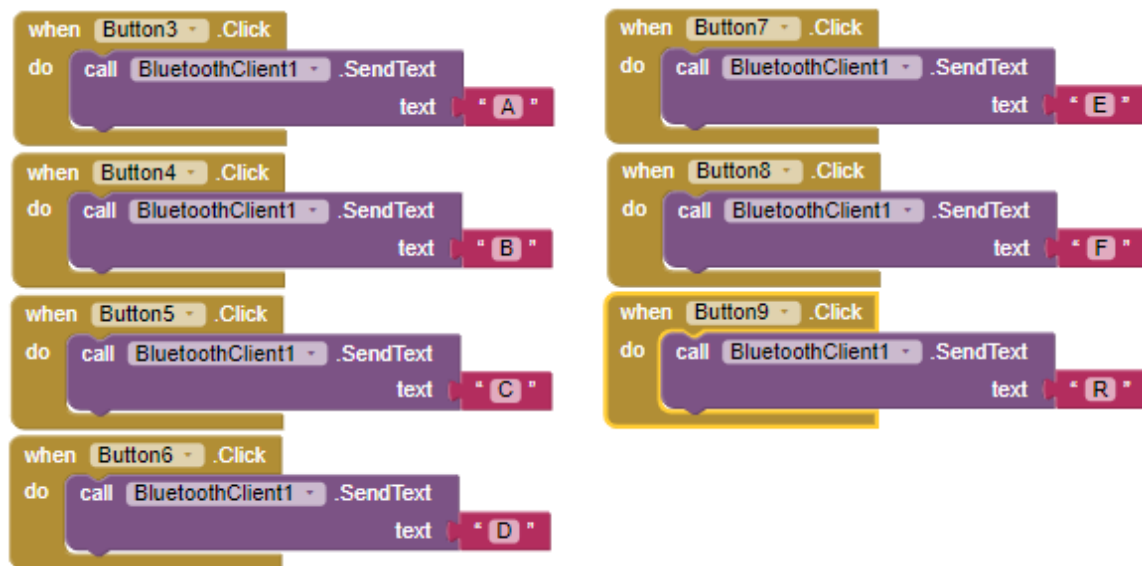 when Button3 .Click
do call BluetoothClient1 .SendText
text " A "
when Button4 .Click
do call BluetoothClient1 .SendText
text " B "
when Button5 .Click
do call BluetoothClient1 .SendText
text " C "
when Button6 .Click
do call BluetoothClient1 .SendText
text " D "
when Button7 .Click
do call BluetoothClient1 .SendText
text " E "
when Button8 .Click
do call BluetoothClient1 .SendText
text " F "
when Button9 .Click
do call BluetoothClient1 .SendText
text " R "